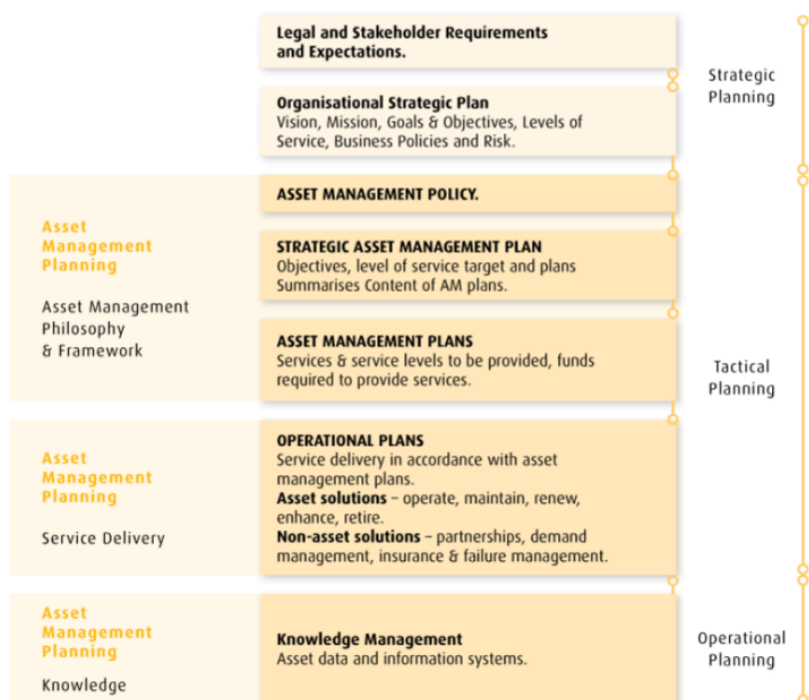 Legal and Stakeholder Requirements
and Expectations.
Strategic
Planning
Organisational Strategic Plan
Vision, Mission, Goals & Objectives, Levels of
Service, Business Policies and Risk.
Asset
Management
Planning
Asset Management
Philosophy
& Framework
ASSET MANAGEMENT POLICY.
STRATEGIC ASSET MANAGEMENT PLAN
Objectives, level of service target and plans
Summarises Content of AM plans.
ASSET MANAGEMENT PLANS
Services & service levels to be provided, funds
required to provide services.
Tactical
Planning
Asset
Management
Planning
Service Delivery
OPERATIONAL PLANS
Service delivery in accordance with asset
management plans.
Asset solutions – operate, maintain, renew,
enhance, retire.
Non-asset solutions – partnerships, demand
management, insurance & failure management.
Asset
Management
Planning
Knowledge
Knowledge Management
Asset data and information systems.
Operational
Planning